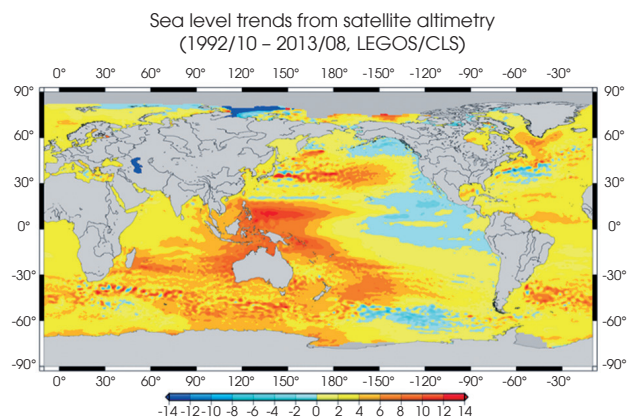 Sea level trends from satellite altimetry
(1992/10 – 2013/08, LEGOS/CLS)
0° 30° 60° 90° 120° 150° -150° -120° -90° -60° -30°
90° 90°
60° 60°
30° 30°
0° 0°
-30° -30°
-60° -60°
-90° -90°
0° 30° 60° 90° 120° 150° -150° -120° -90° -60° -30°
-14 -12 -10 -8 -6 -4 -2 0 2 4 6 8 10 12 14